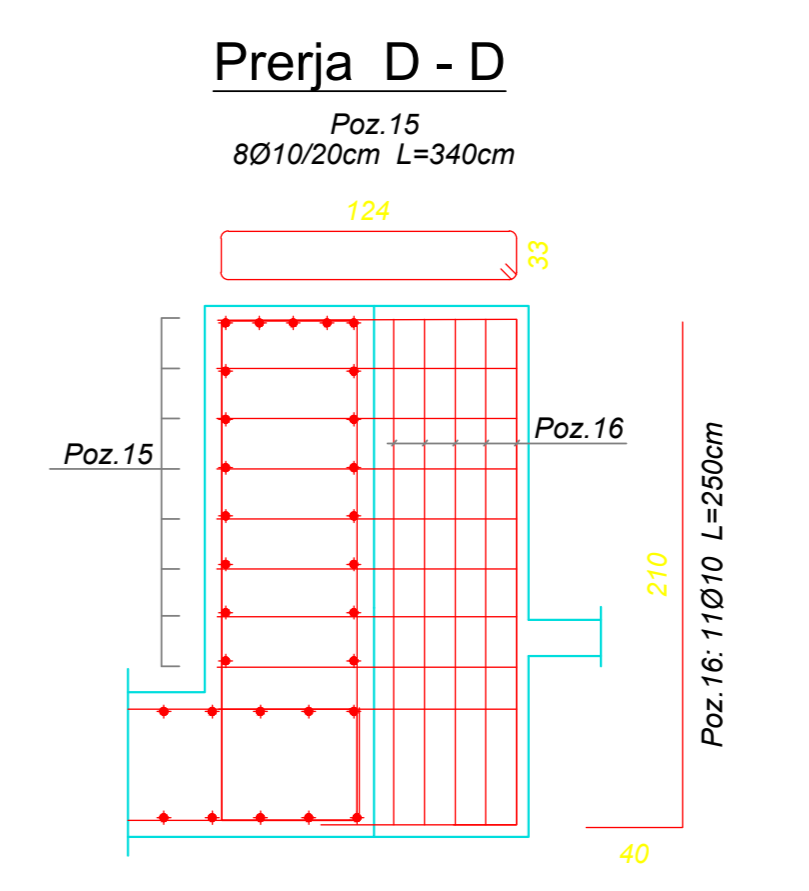 Prerja D - D
Poz.15
8Ø10/20cm L=340cm
124
33
Poz.15
Poz.16
210
Poz.16: 11Ø10 L=250cm
40